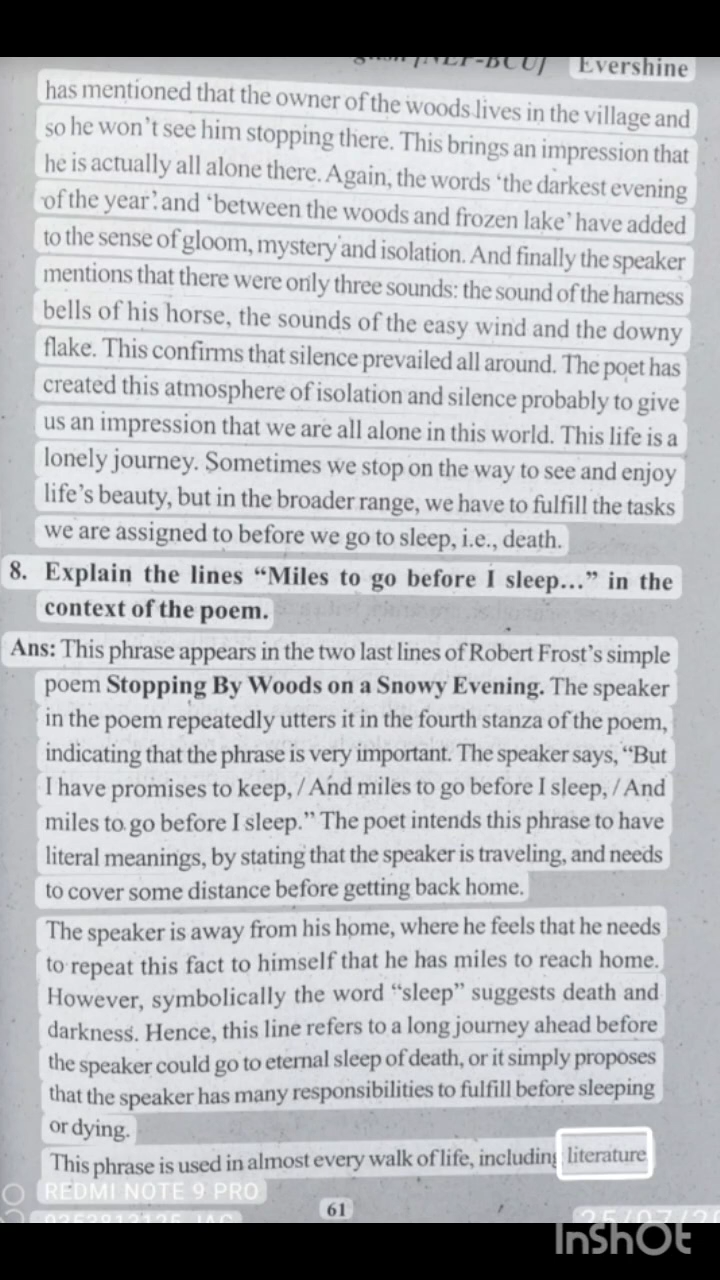 [NEP-BCU] Evershine
has mentioned that the owner of the woods lives in the village and
so he won't see him stopping there. This brings an impression that
he is actually all alone there. Again, the words ‘the darkest evening
of the year’ and ‘between the woods and frozen lake’ have added
to the sense of gloom, mystery and isolation. And finally the speaker
mentions that there were only three sounds: the sound of the harness
bells of his horse, the sounds of the easy wind and the downy
flake. This confirms that silence prevailed all around. The poet has
created this atmosphere of isolation and silence probably to give
us an impression that we are all alone in this world. This life is a
lonely journey. Sometimes we stop on the way to see and enjoy
life's beauty, but in the broader range, we have to fulfill the tasks
we are assigned to before we go to sleep, i.e., death.
8. Explain the lines “Miles to go before I sleep...” in the
context of the poem.
Ans: This phrase appears in the two last lines of Robert Frost's simple
poem Stopping By Woods on a Snowy Evening. The speaker
in the poem repeatedly utters it in the fourth stanza of the poem,
indicating that the phrase is very important. The speaker says, “But
I have promises to keep, / And miles to go before I sleep, / And
miles to go before I sleep.” The poet intends this phrase to have
literal meanings, by stating that the speaker is traveling, and needs
to cover some distance before getting back home.
The speaker is away from his home, where he feels that he needs
to repeat this fact to himself that he has miles to reach home.
However, symbolically the word “sleep” suggests death and
darkness. Hence, this line refers to a long journey ahead before
the speaker could go to eternal sleep of death, or it simply proposes
that the speaker has many responsibilities to fulfill before sleeping
or dying.
This phrase is used in almost every walk of life, including literature
REDMI NOTE 9 PRO
61
InShOt